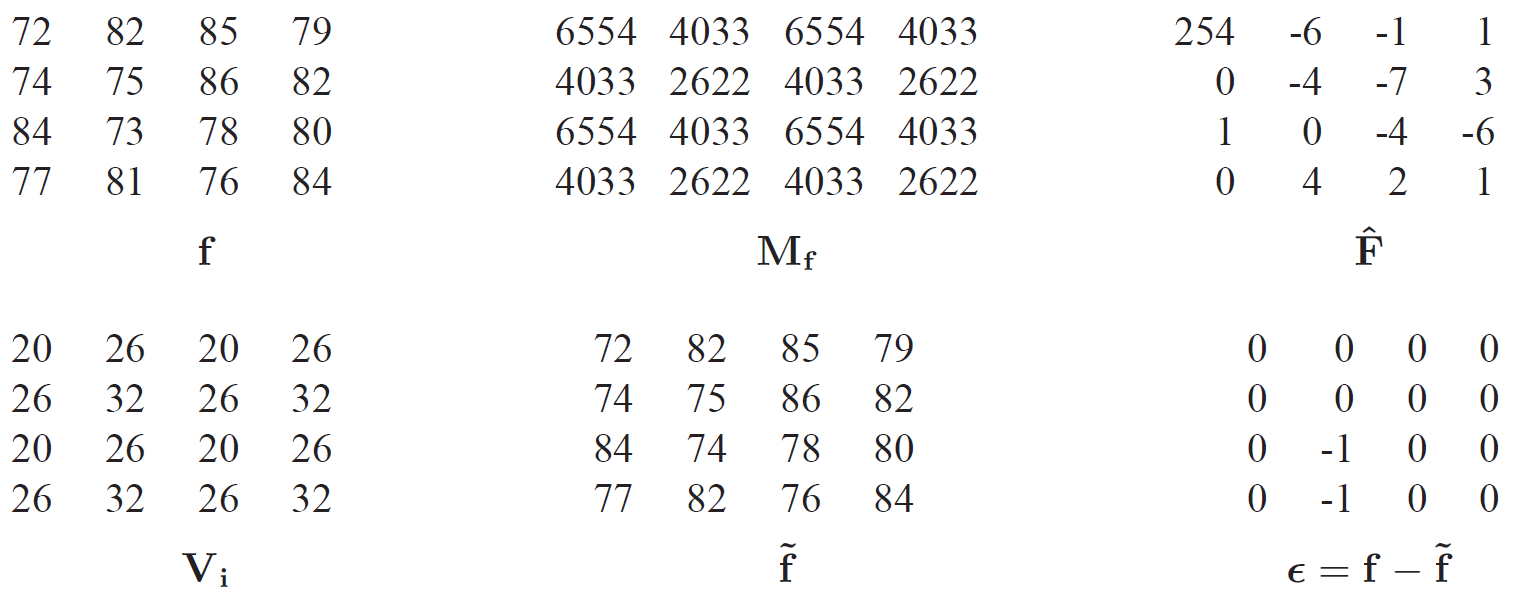 72 82 85 79 6554 4033 6554 4033 254 -6 -1 1
74 75 86 82 4033 2622 4033 2622 0 -4 -7 3
84 73 78 80 6554 4033 6554 4033 1 0 -4 -6
77 81 76 84 4033 2622 4033 2622 0 4 2 1
f M_f F̂
20 26 20 26 72 82 85 79 0 0 0 0
26 32 26 32 74 75 86 82 0 0 0 0
20 26 20 26 84 74 78 80 0 -1 0 0
26 32 26 32 77 82 76 84 0 -1 0 0
V_i f̃ ϵ = f − f̃